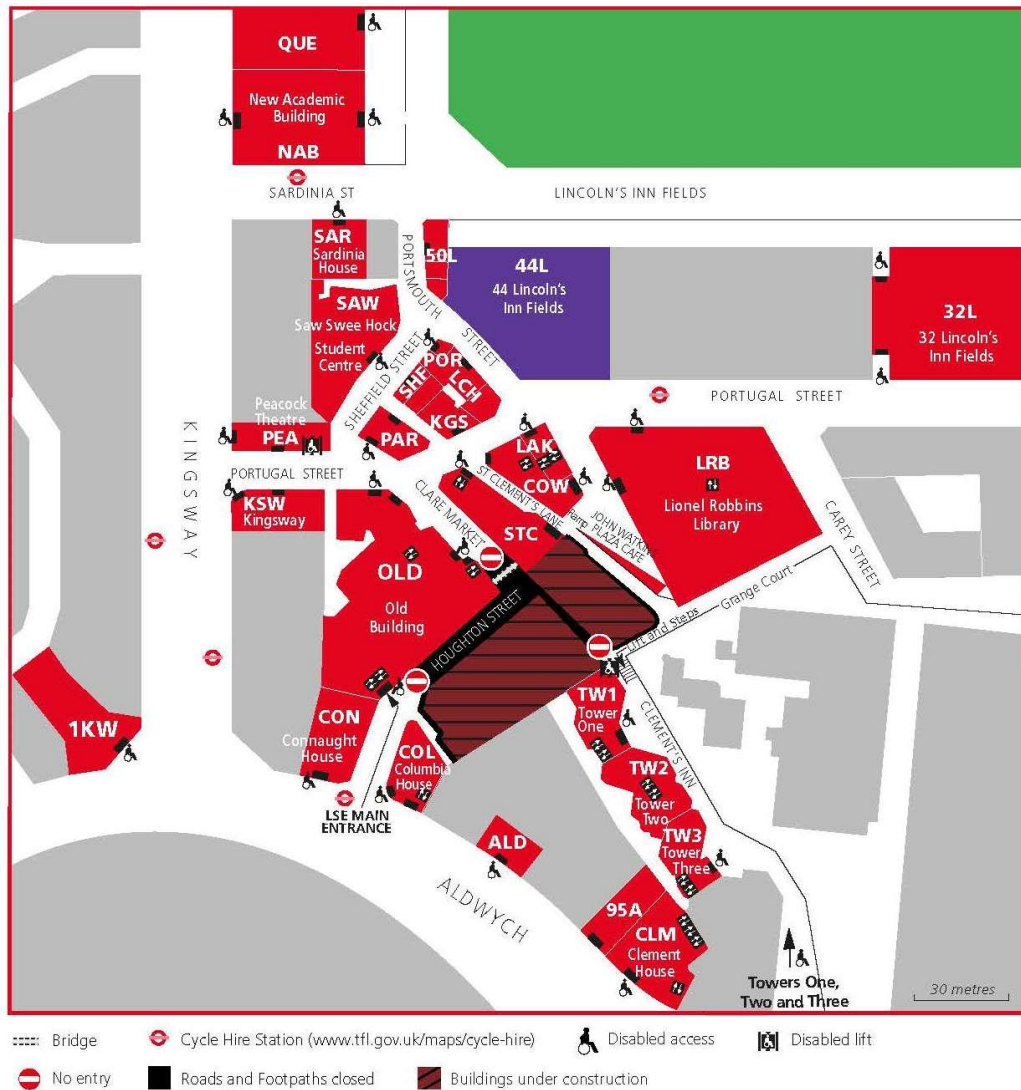 QUE
New Academic
Building
NAB
SARDINIA ST
LINCOLN'S INN FIELDS
SAR
Sardinia
House
PORTSMOUTH
STREET
50L
44L
44 Lincoln's
Inn Fields
32L
32 Lincoln's
Inn Fields
SAW
Saw Swee Hock
Student
Centre
SHEFFIELD STREET
POR
SHF
LCH
KGS
PORTUGAL STREET
Peacock
Theatre
PEA
PAR
PORTUGAL STREET
KINGSWAY
KSW
Kingsway
CLARE MARKET
LAK
COW
ST CLEMENT'S LANE
STC
LRB
Lionel Robbins
Library
JOHN WATKINS
PLAZA CAFE
Ramp
CAREY STREET
OLD
Old
Building
HOUGHTON STREET
Lift and Steps
Grange Court
1KW
CON
Connaught
House
COL
Columbia
House
LSE MAIN
ENTRANCE
TW1
Tower
One
CLEMENT'S INN
TW2
Tower
Two
TW3
Tower
Three
ALD
ALDWYCH
95A
CLM
Clement
House
Towers One,
Two and Three
30 metres
Bridge
Cycle Hire Station (www.tfl.gov.uk/maps/cycle-hire)
Disabled access
Disabled lift
No entry
Roads and Footpaths closed
Buildings under construction